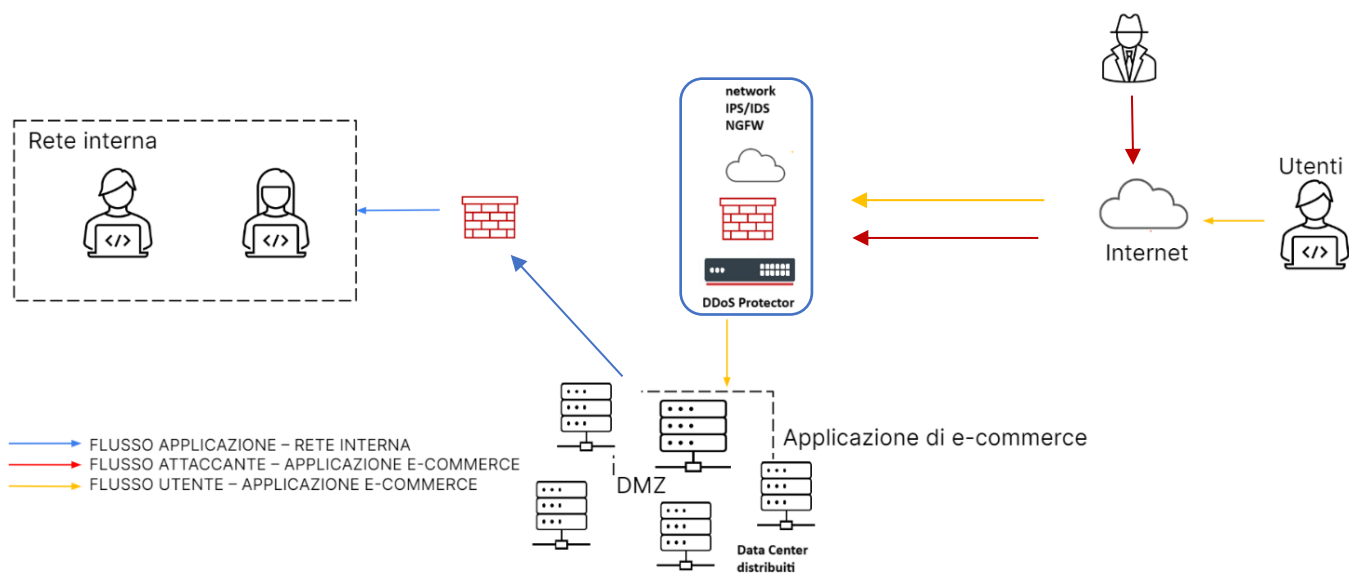 network
IPS/IDS
NGFW
Rete interna
</>
</>
Utenti
</>
Internet
DDoS Protector
Applicazione di e-commerce
FLUSSO APPLICAZIONE – RETE INTERNA
FLUSSO ATTACCANTE – APPLICAZIONE E-COMMERCE
FLUSSO UTENTE – APPLICAZIONE E-COMMERCE
DMZ
Data Center
distribuiti